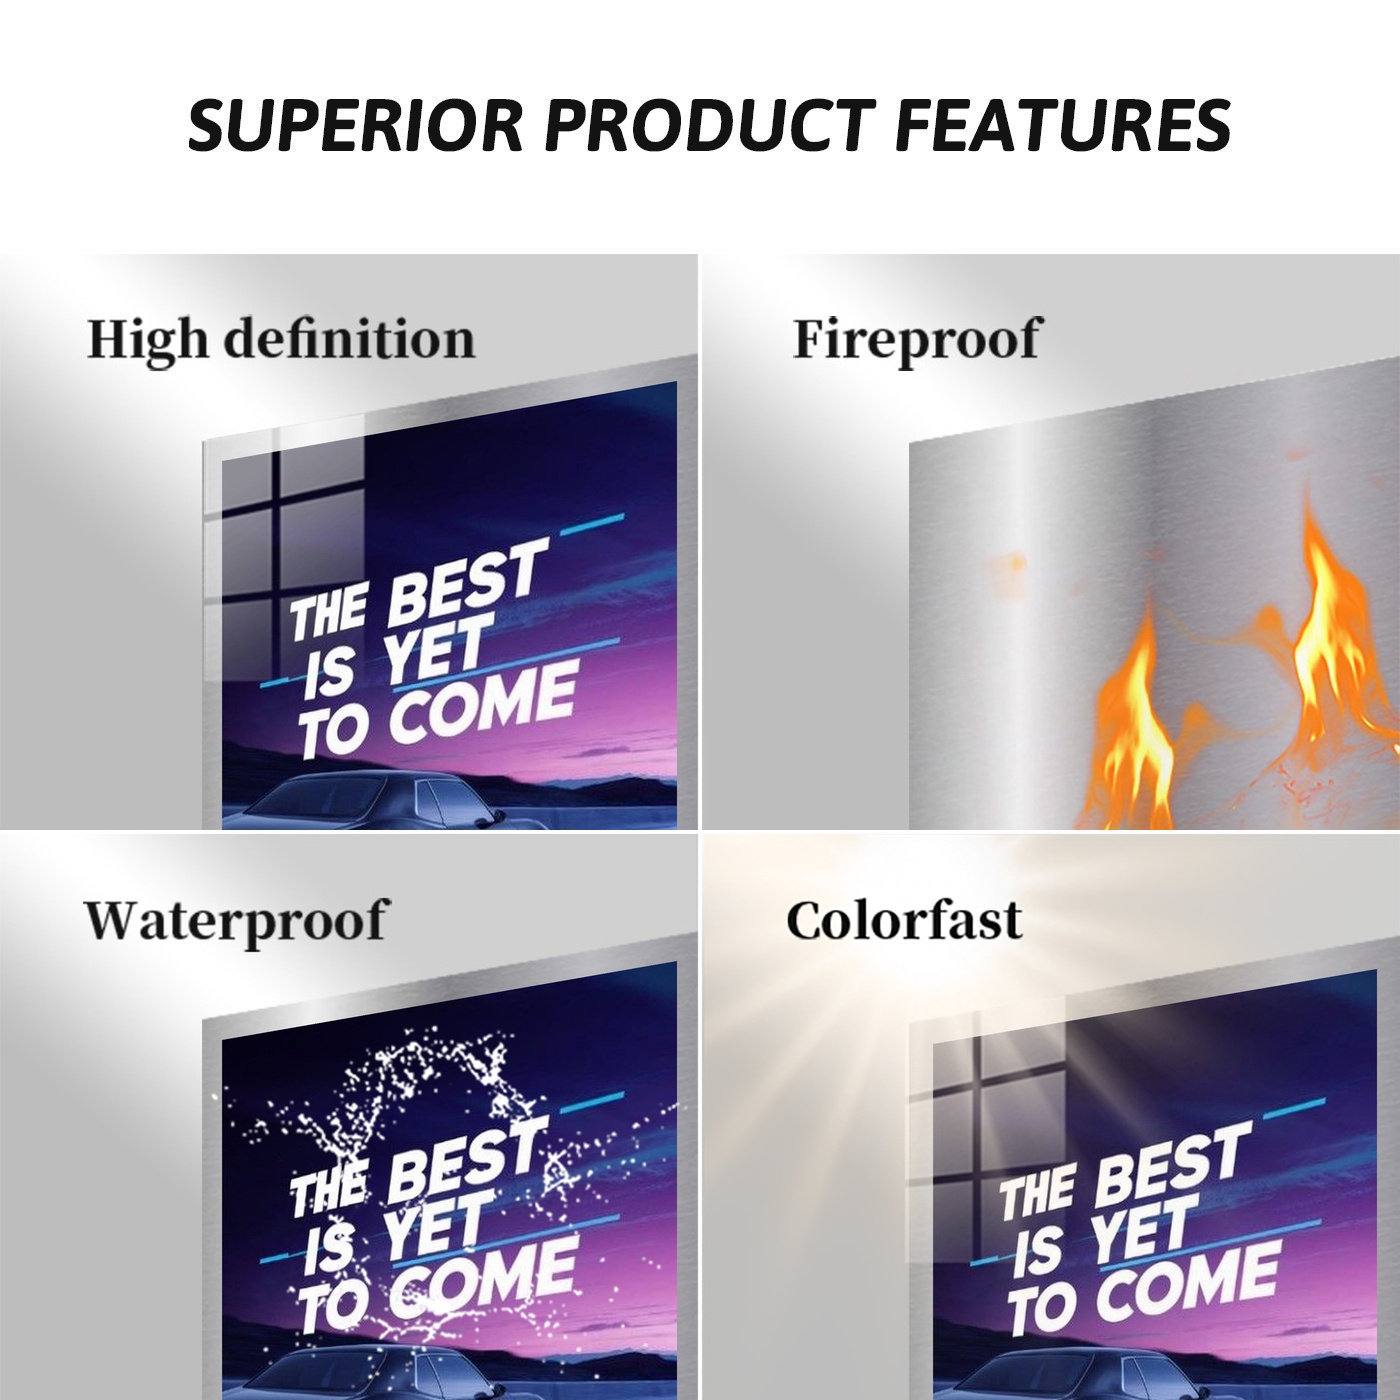 SUPERIOR PRODUCT FEATURES
High definition
THE BEST
IS YET
TO COME
Fireproof
Waterproof
THE BEST
IS YET
TO COME
Colorfast
THE BEST
IS YET
TO COME